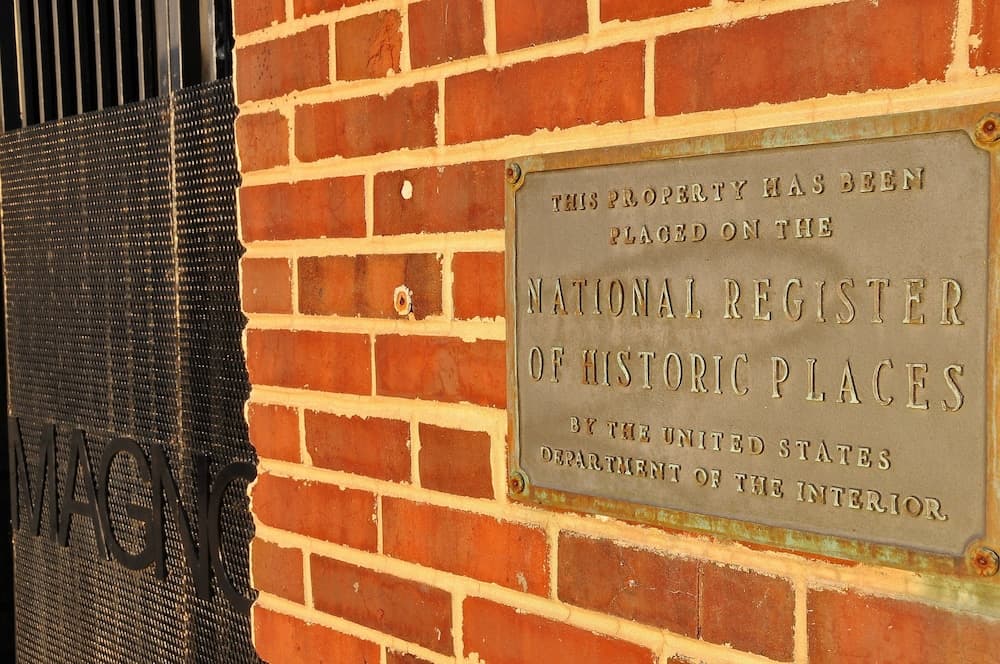 THIS PROPERTY HAS BEEN
PLACED ON THE
NATIONAL REGISTER
OF HISTORIC PLACES
BY THE UNITED STATES
DEPARTMENT OF THE INTERIOR
MAGNO